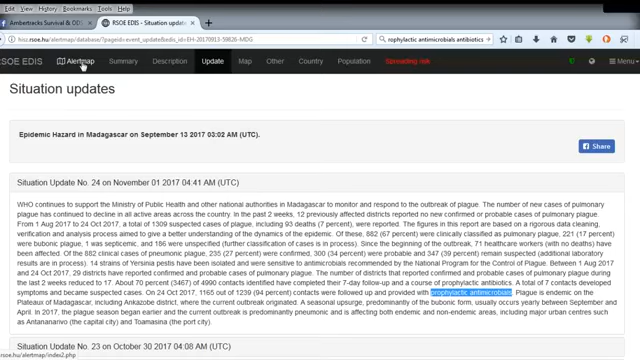 Edit View History Bookmarks Tools Help
Ambertracks Survival & OD
RSOE EDIS - Situation updates
hisz.rsoe.hu/alertmap/database/?pageid=event_update&edis_id=EH-20170913-59826-MDG
rophylactic antimicrobials antibiotics
RSOE EDIS Alertmap Summary Description Update Map Other Country Population Spreading risk Menu
Situation updates
Epidemic Hazard in Madagascar on September 13 2017 03:02 AM (UTC).
Share
Situation Update No. 24 on November 01 2017 04:41 AM (UTC)
WHO continues to support the Ministry of Public Health and other national authorities in Madagascar to monitor and respond to the outbreak of plague. The number of new cases of pulmonary
plague has continued to decline in all active areas across the country. In the past 2 weeks, 12 previously affected districts reported no new confirmed or probable cases of pulmonary plague.
From 1 Aug 2017 to 24 Oct 2017, a total of 1309 suspected cases of plague, including 93 deaths (7 percent), were reported. The figures in this report are based on a rigorous data cleaning,
verification and analysis process aimed to give a better understanding of the dynamics of the epidemic. Of these, 882 (67 percent) were clinically classified as pulmonary plague, 221 (17 percent)
were bubonic plague, 1 was septicemic, and 186 were unspecified (further classification of cases is in process). Since the beginning of the outbreak, 71 healthcare workers (with no deaths) have
been affected. Of the 882 clinical cases of pneumonic plague, 235 (27 percent) were confirmed, 300 (34 percent) were probable and 347 (39 percent) remain suspected (additional laboratory
results are in process). 14 strains of Yersinia pestis have been isolated and were sensitive to antimicrobials recommended by the National Program for the Control of Plague. Between 1 Aug 2017
and 24 Oct 2017, 29 districts have reported confirmed and probable cases of pulmonary plague. The number of districts that reported confirmed and probable cases of pulmonary plague during
the last 2 weeks reduced to 17. About 70 percent (3467) of 4990 contacts identified have completed their 7-day follow-up and a course of prophylactic antibiotics. A total of 7 contacts developed
symptoms and became suspected cases. On 24 Oct 2017, 1165 out of 1239 (94 percent) contacts were followed up and provided with prophylactic antimicrobials. Plague is endemic on the
Plateaux of Madagascar, including Ankazobe District, where the current outbreak originated. A seasonal upsurge, predominantly of the bubonic form, usually occurs yearly between September and
April. In 2017, the plague season began earlier and the current outbreak is predominantly pneumonic and is affecting both endemic and non-endemic areas, including major urban centres such
as Antananarivo (the capital city) and Toamasina (the port city).
Situation Update No. 23 on October 30 2017 04:08 AM (UTC)
hisz.rsoe.hu/alertmap/index2.php